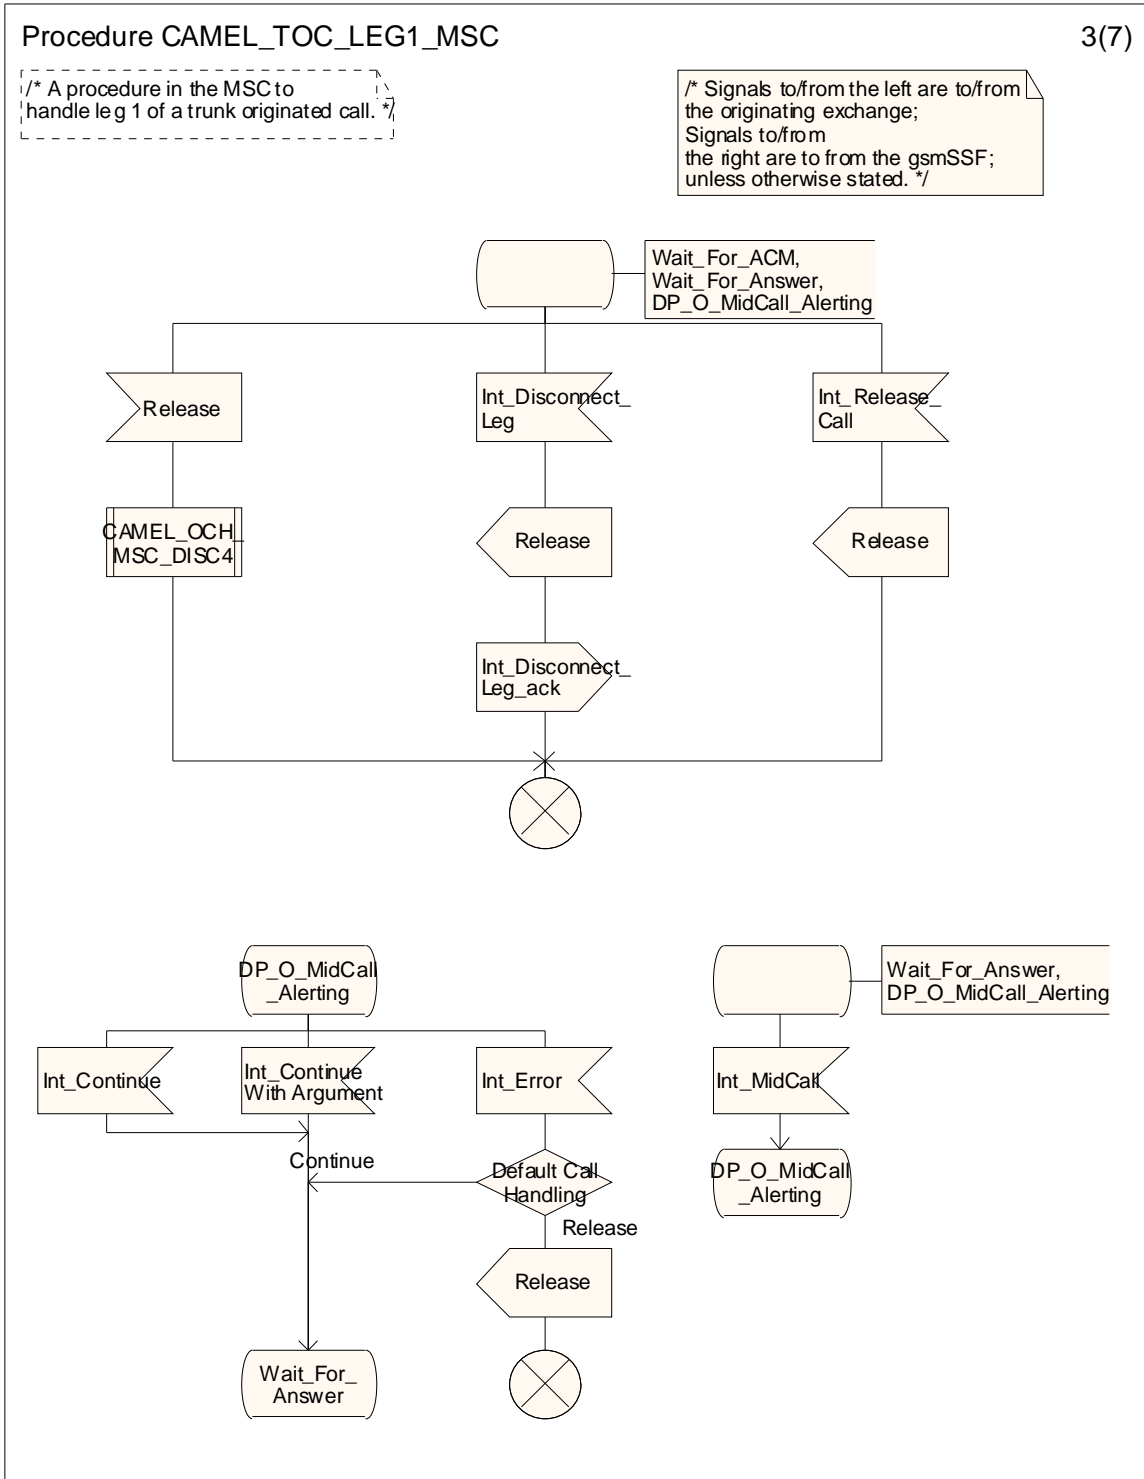 Procedure CAMEL_TOC_LEG1_MSC
3(7)
/* A procedure in the MSC to
handle leg 1 of a trunk originated call. */
/* Signals to/from the left are to/from
the originating exchange;
Signals to/from
the right are to from the gsmSSF;
unless otherwise stated. */
Wait_For_ACM,
Wait_For_Answer,
DP_O_MidCall_Alerting
Release
Int_Disconnect_
Leg
Int_Release_
Call
CAMEL_OCH_
MSC_DISC4
Release
Release
Int_Disconnect_
Leg_ack
DP_O_MidCall
_Alerting
Wait_For_Answer,
DP_O_MidCall_Alerting
Int_Continue
Int_Continue
With Argument
Int_Error
Int_MidCall
Continue
Default Call
Handling
DP_O_MidCall
_Alerting
Release
Release
Wait_For_
Answer